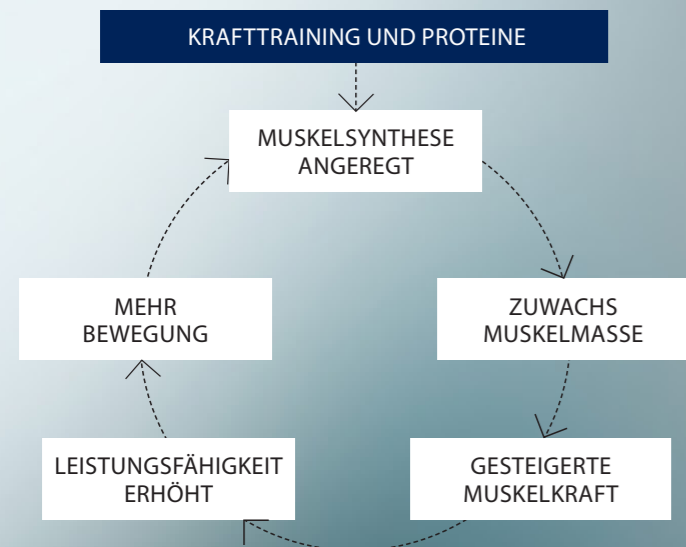 KRAFTTRAINING UND PROTEINE
MUSKELSYNTHESE
ANGEREGT
ZUWACHS
MUSKELMASSE
GESTEIGERTE
MUSKELKRAFT
LEISTUNGSFÄHIGKEIT
ERHÖHT
MEHR
BEWEGUNG